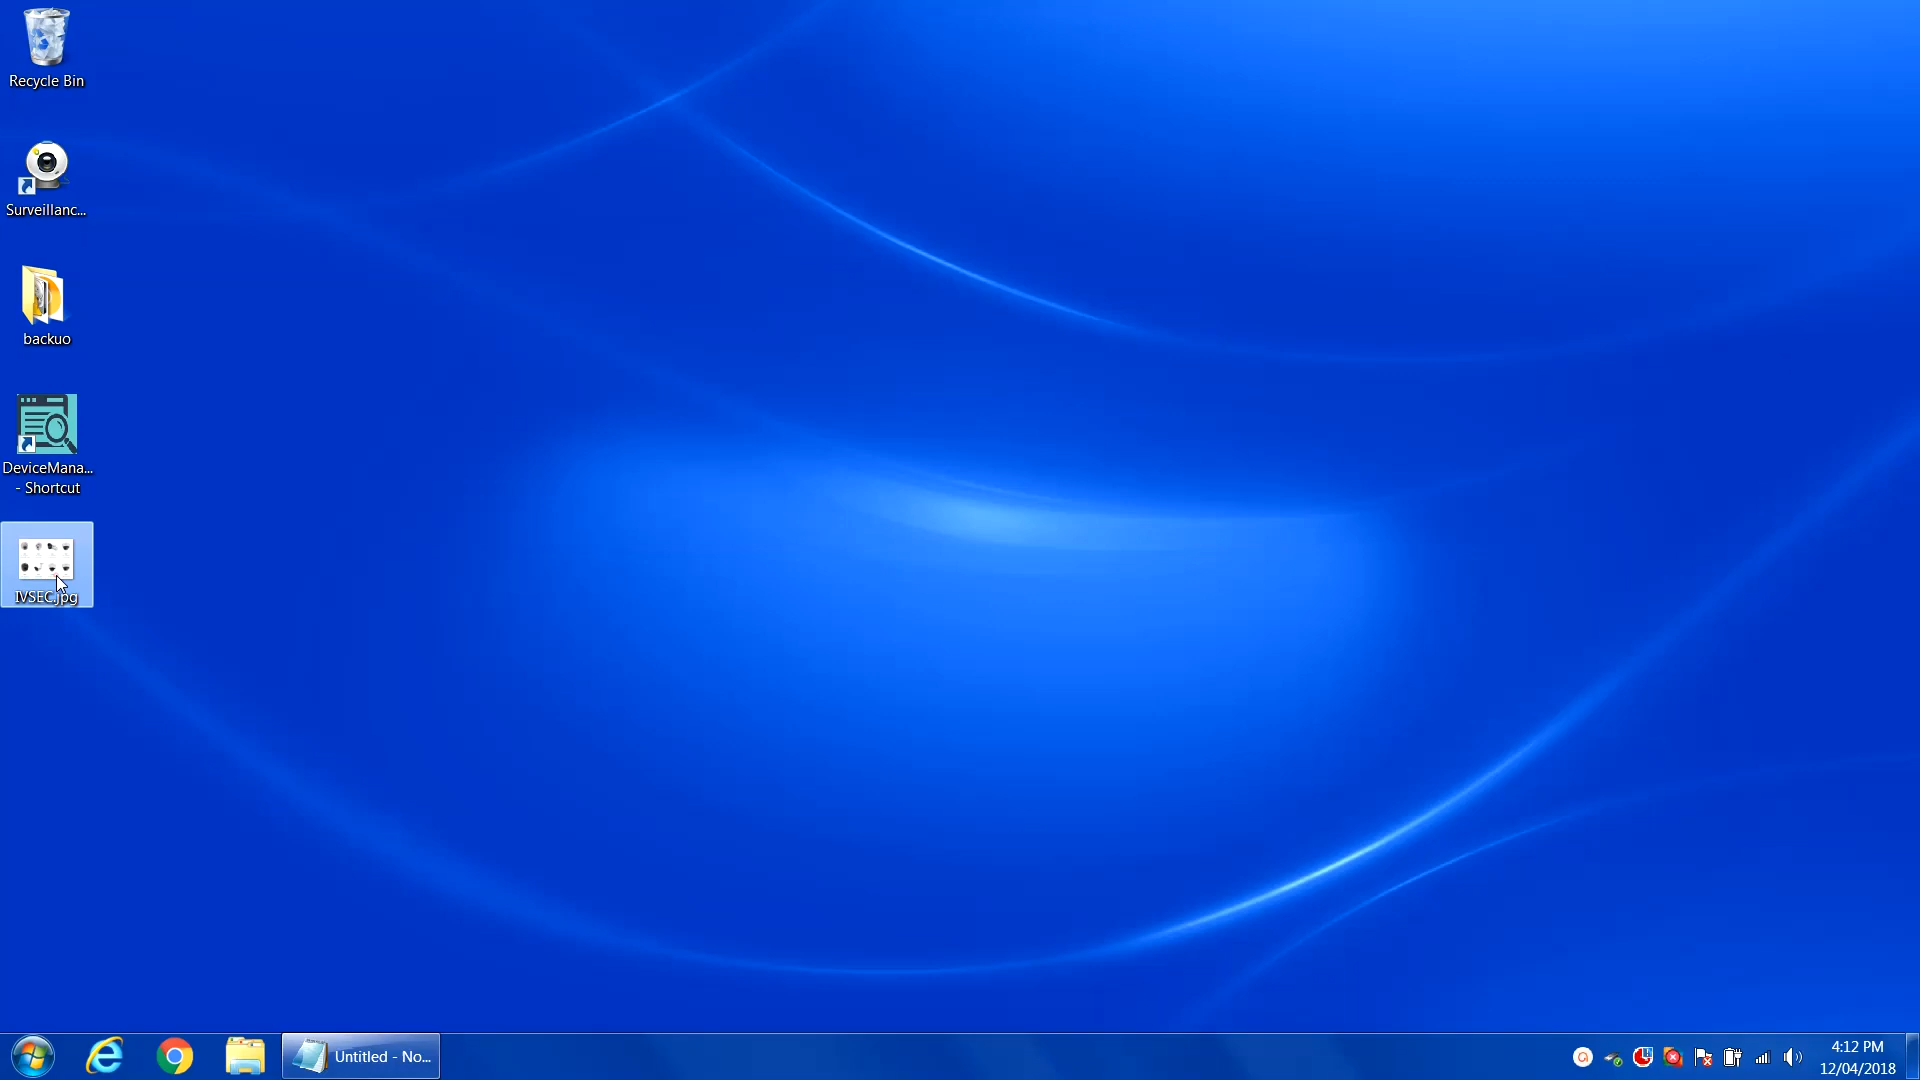 Recycle Bin
Surveillanc...
backuo
DeviceMana...
- Shortcut
IVSEC.jpg
Untitled - No...
4:12 PM
12/04/2018